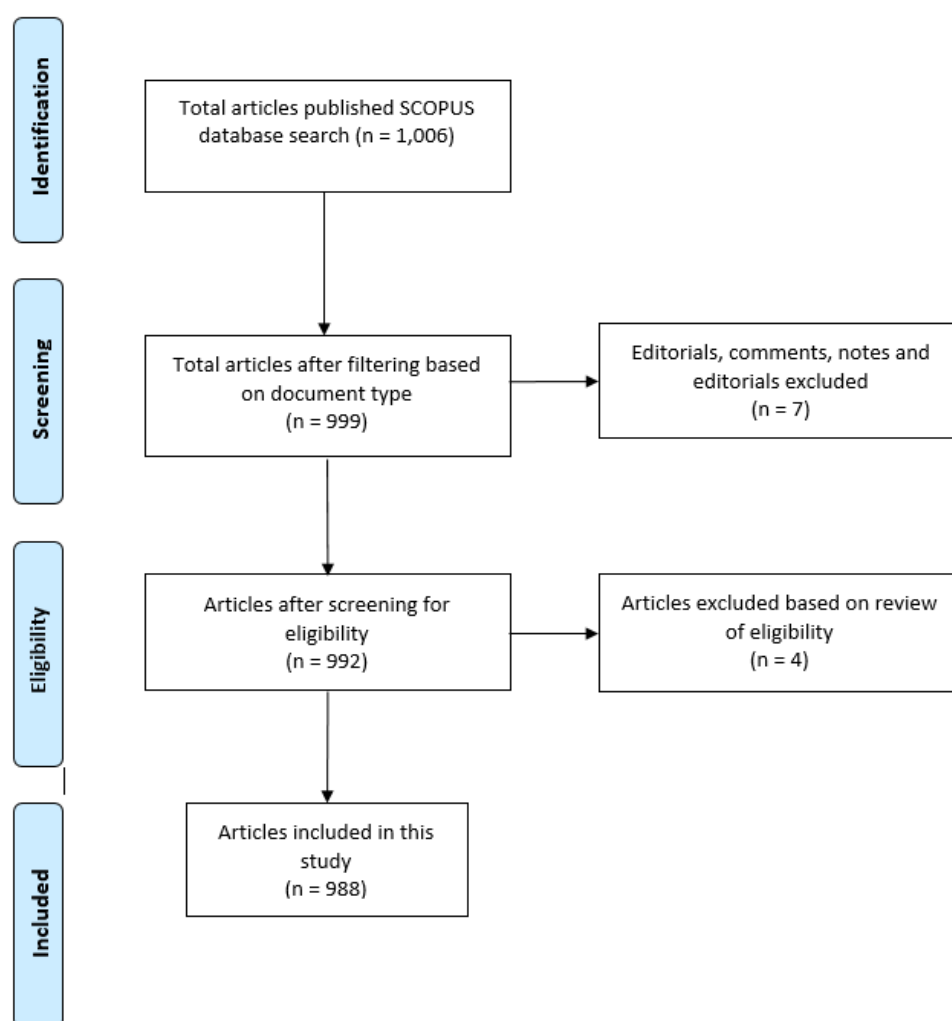 Identification
Total articles published SCOPUS
database search (n = 1,006)
Screening
Total articles after filtering based
on document type
(n = 999)
Editorials, comments, notes and
editorials excluded
(n = 7)
Eligibility
Articles after screening for
eligibility
(n = 992)
Articles excluded based on review
of eligibility
(n = 4)
Included
Articles included in this
study
(n = 988)